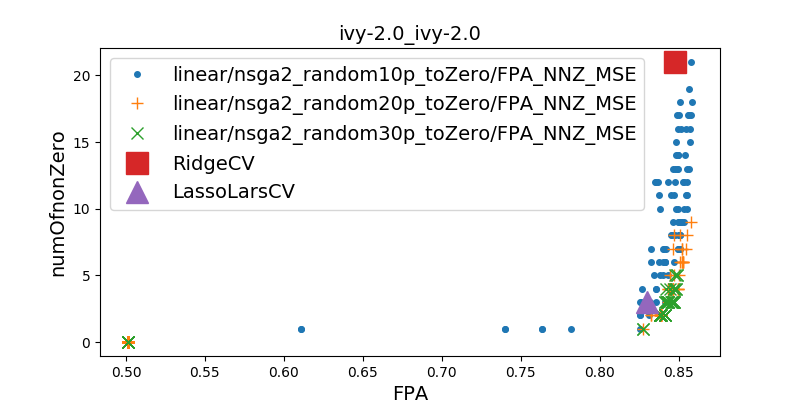 ivy-2.0_ivy-2.0
linear/nsga2_random10p_toZero/FPA_NNZ_MSE
linear/nsga2_random20p_toZero/FPA_NNZ_MSE
linear/nsga2_random30p_toZero/FPA_NNZ_MSE
RidgeCV
LassoLarsCV
numOfnonZero
20
15
10
5
0
0.50 0.55 0.60 0.65 0.70 0.75 0.80 0.85
FPA